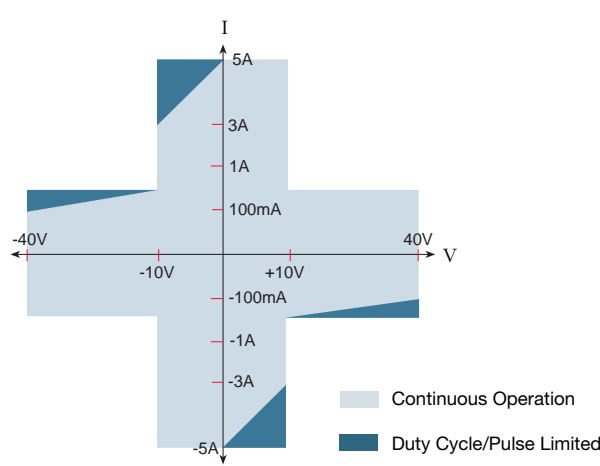 I
5A
3A
1A
100mA
-40V
40V
V
-10V
+10V
-100mA
-1A
-3A
-5A
Continuous Operation
Duty Cycle/Pulse Limited